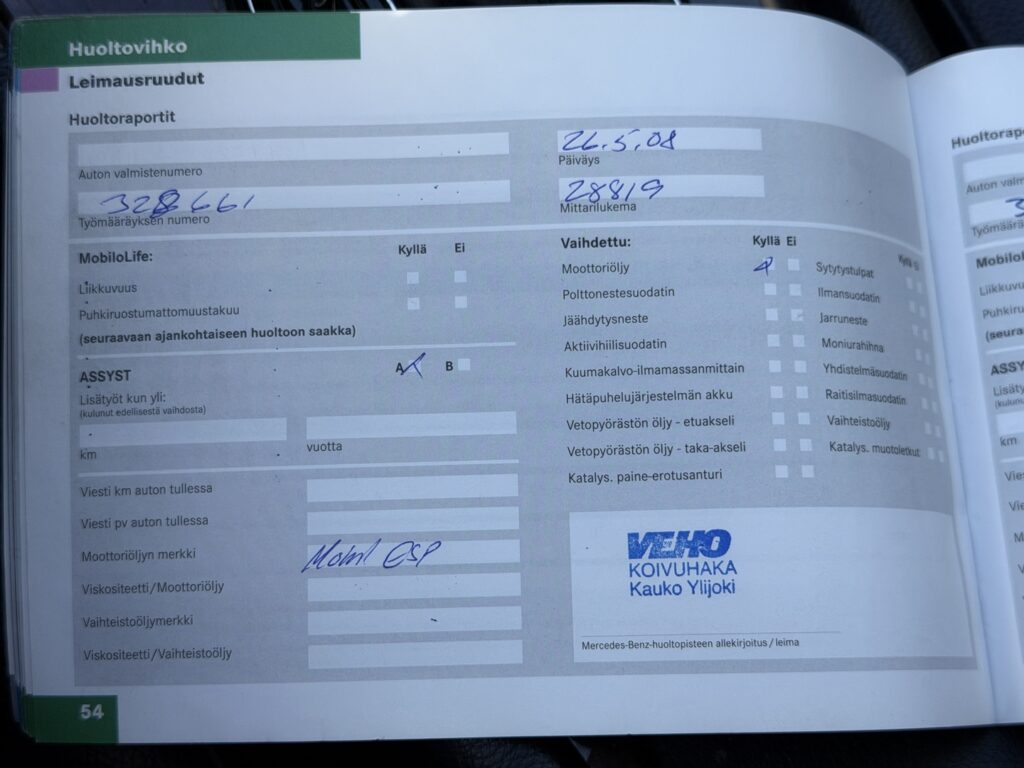 Huoltovihko
Leimausruudut
Huoltoraportit
Auton valmistenumero
328661
Työmääräyksen numero
26.5.08
Päiväys
28819
Mittarilukema
MobiloLife:
Kyllä Ei
Liikkuvuus
Puhkiruostumattomuustakuu
(seuraavaan ajankohtaiseen huoltoon saakka)
ASSYST
A B
Lisätyöt kun yli:
(kulunut edellisestä vaihdosta)
km
vuotta
Viesti km auton tullessa
Viesti pv auton tullessa
Moottoriöljyn merkki
Mobil ESP
Viskositeetti/Moottoriöljy
Vaihteistoöljymerkki
Viskositeetti/Vaihteistoöljy
Vaihdettu:
Kyllä Ei
Kyllä Ei
Moottoriöljy
Sytytystulpat
Polttonestesuodatin
Ilmansuodatin
Jäähdytysneste
Jarruneste
Aktiivihiilisuodatin
Moniurahihna
Kuumakalvo-ilmamassanmittain
Yhdistelmäsuodatin
Hätäpuhelujärjestelmän akku
Raitisilmasuodatin
Vetopyörästön öljy - etuakseli
Vaihteistoöljy
Vetopyörästön öljy - taka-akseli
Katalys. muotoletkut
Katalys. paine-erotusanturi
VEHO
KOIVUHAKA
Kauko Ylijoki
Mercedes-Benz-huoltopisteen allekirjoitus / leima
54